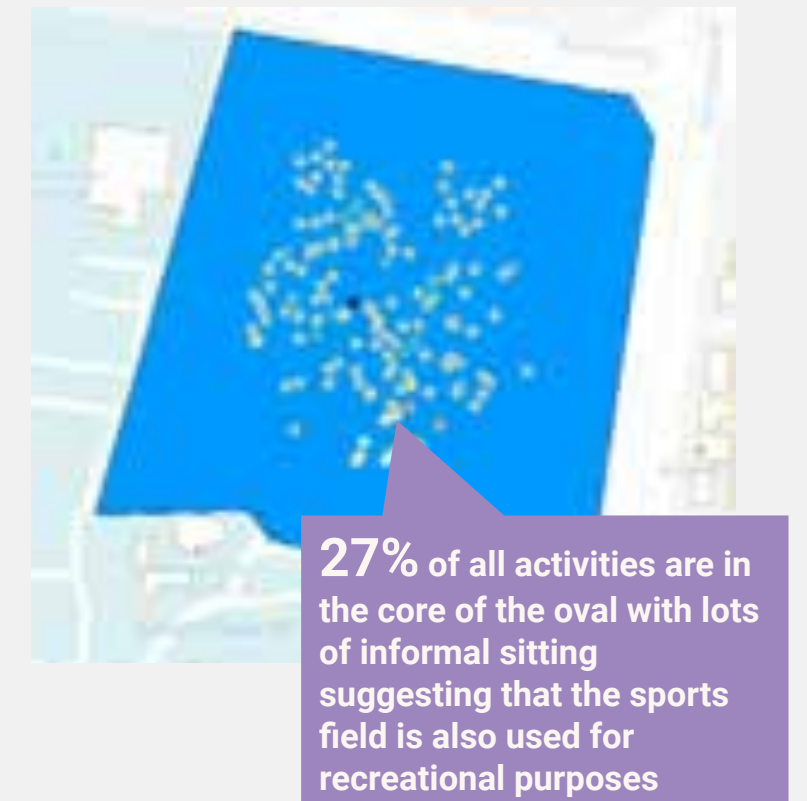 27% of all activities are in
the core of the oval with lots
of informal sitting
suggesting that the sports
field is also used for
recreational purposes